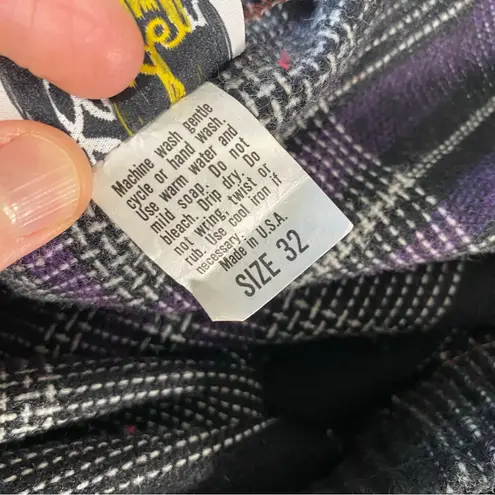 Machine wash gentle
cycle or hand wash.
Use warm water and
mild soap. Do not
bleach. Drip dry. Do
not wring, twist or
rub. Use cool iron if
necessary.
Made in U.S.A.
SIZE 32